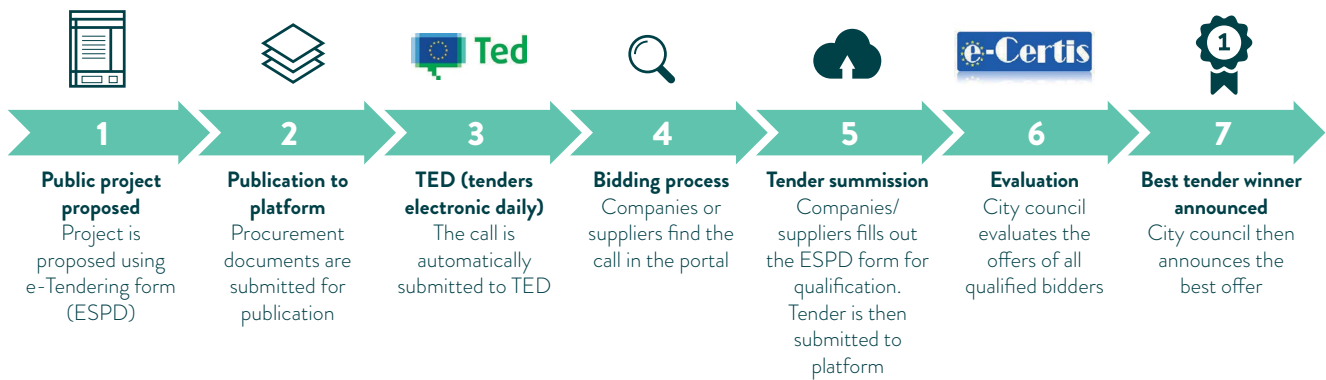 Ted
e-Certis
1
1
2
3
4
5
6
7
Public project
proposed
Project is
proposed using
e-Tendering form
(ESPD)
Publication to
platform
Procurement
documents are
submitted for
publication
TED (tenders
electronic daily)
The call is
automatically
submitted to TED
Bidding process
Companies or
suppliers find the
call in the portal
Tender summission
Companies/
suppliers fills out
the ESPD form for
qualification.
Tender is then
submitted to
platform
Evaluation
City council
evaluates the
offers of all
qualified bidders
Best tender winner
announced
City council then
announces the
best offer